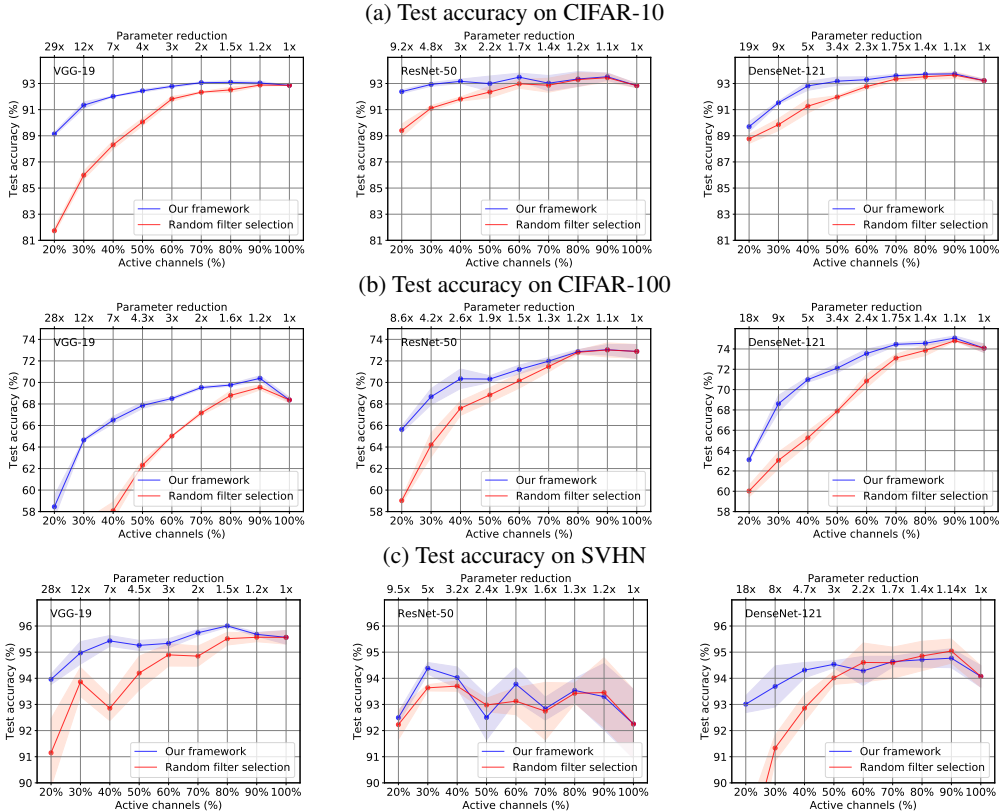 (a) Test accuracy on CIFAR-10
Parameter reduction
29x 12x 7x 4x 3x 2x 1.5x 1.2x 1x
VGG-19
Test accuracy (%)
93
91
89
87
85
83
81
Our framework
Random filter selection
20% 30% 40% 50% 60% 70% 80% 90% 100%
Active channels (%)
Parameter reduction
9.2x 4.8x 3x 2.2x 1.7x 1.4x 1.2x 1.1x 1x
ResNet-50
Test accuracy (%)
93
91
89
87
85
83
81
Our framework
Random filter selection
20% 30% 40% 50% 60% 70% 80% 90% 100%
Active channels (%)
Parameter reduction
19x 9x 5x 3.4x 2.3x 1.75x 1.4x 1.1x 1x
DenseNet-121
Test accuracy (%)
93
91
89
87
85
83
81
Our framework
Random filter selection
20% 30% 40% 50% 60% 70% 80% 90% 100%
Active channels (%)
(b) Test accuracy on CIFAR-100
Parameter reduction
28x 12x 7x 4.3x 3x 2x 1.6x 1.2x 1x
VGG-19
Test accuracy (%)
74
72
70
68
66
64
62
60
58
Our framework
Random filter selection
20% 30% 40% 50% 60% 70% 80% 90% 100%
Active channels (%)
Parameter reduction
8.6x 4.2x 2.6x 1.9x 1.5x 1.3x 1.2x 1.1x 1x
ResNet-50
Test accuracy (%)
74
72
70
68
66
64
62
60
58
Our framework
Random filter selection
20% 30% 40% 50% 60% 70% 80% 90% 100%
Active channels (%)
Parameter reduction
18x 9x 5x 3.4x 2.4x 1.75x 1.4x 1.1x 1x
DenseNet-121
Test accuracy (%)
74
72
70
68
66
64
62
60
Our framework
Random filter selection
20% 30% 40% 50% 60% 70% 80% 90% 100%
Active channels (%)
(c) Test accuracy on SVHN
Parameter reduction
28x 12x 7x 4.5x 3x 2x 1.5x 1.2x 1x
VGG-19
Test accuracy (%)
96
95
94
93
92
91
90
Our framework
Random filter selection
20% 30% 40% 50% 60% 70% 80% 90% 100%
Active channels (%)
Parameter reduction
9.5x 5x 3.2x 2.4x 1.9x 1.6x 1.3x 1.2x 1x
ResNet-50
Test accuracy (%)
96
95
94
93
92
91
90
Our framework
Random filter selection
20% 30% 40% 50% 60% 70% 80% 90% 100%
Active channels (%)
Parameter reduction
18x 8x 4.7x 3x 2.2x 1.7x 1.4x 1.14x 1x
DenseNet-121
Test accuracy (%)
96
95
94
93
92
91
90
Our framework
Random filter selection
20% 30% 40% 50% 60% 70% 80% 90% 100%
Active channels (%)